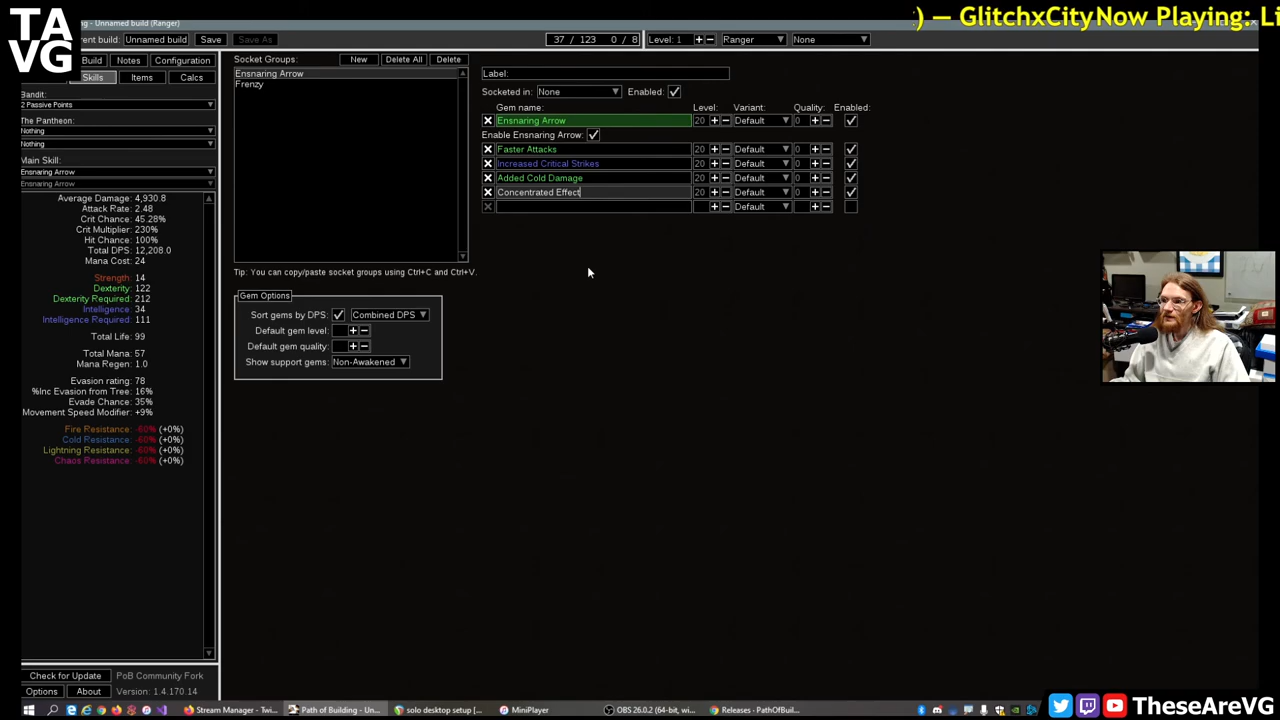 TA
VG
) — GlitchxCityNow Playing: Li
- Unnamed build (Ranger)
ent build: Unnamed build Save Save As 37 / 123 0 / 8 Level: 1 + - Ranger None
Build Notes Configuration
Skills Items Calcs
Bandit:
2 Passive Points
The Pantheon:
Nothing
Nothing
Main Skill:
Ensnaring Arrow
Ensnaring Arrow
Average Damage: 4,930.8
Attack Rate: 2.48
Crit Chance: 45.28%
Crit Multiplier: 230%
Hit Chance: 100%
Total DPS: 12,208.0
Mana Cost: 24
Strength: 14
Dexterity: 122
Dexterity Required: 212
Intelligence: 34
Intelligence Required: 111
Total Life: 99
Total Mana: 57
Mana Regen: 1.0
Evasion rating: 78
%Inc Evasion from Tree: 16%
Evade Chance: 35%
Movement Speed Modifier: +9%
Fire Resistance: -60% (+0%)
Cold Resistance: -60% (+0%)
Lightning Resistance: -60% (+0%)
Chaos Resistance: -60% (+0%)
Check for Update PoB Community Fork
Options About Version: 1.4.170.14
Socket Groups: New Delete All Delete
Ensnaring Arrow
Frenzy
Tip: You can copy/paste socket groups using Ctrl+C and Ctrl+V.
Gem Options
Sort gems by DPS: Combined DPS
Default gem level: + -
Default gem quality: + -
Show support gems: Non-Awakened
Label:
Socketed in: None Enabled:
Gem name: Level: Variant: Quality: Enabled:
Ensnaring Arrow 20 + - Default 0 + -
Enable Ensnaring Arrow:
Faster Attacks 20 + - Default 0 + -
Increased Critical Strikes 20 + - Default 0 + -
Added Cold Damage 20 + - Default 0 + -
Concentrated Effect 20 + - Default 0 + -
+ - Default + -
Stream Manager - Twi... Path of Building - Un... solo desktop setup [... MiniPlayer OBS 26.0.2 (64-bit, wi... Releases - PathOfBuil...
TheseAreVG